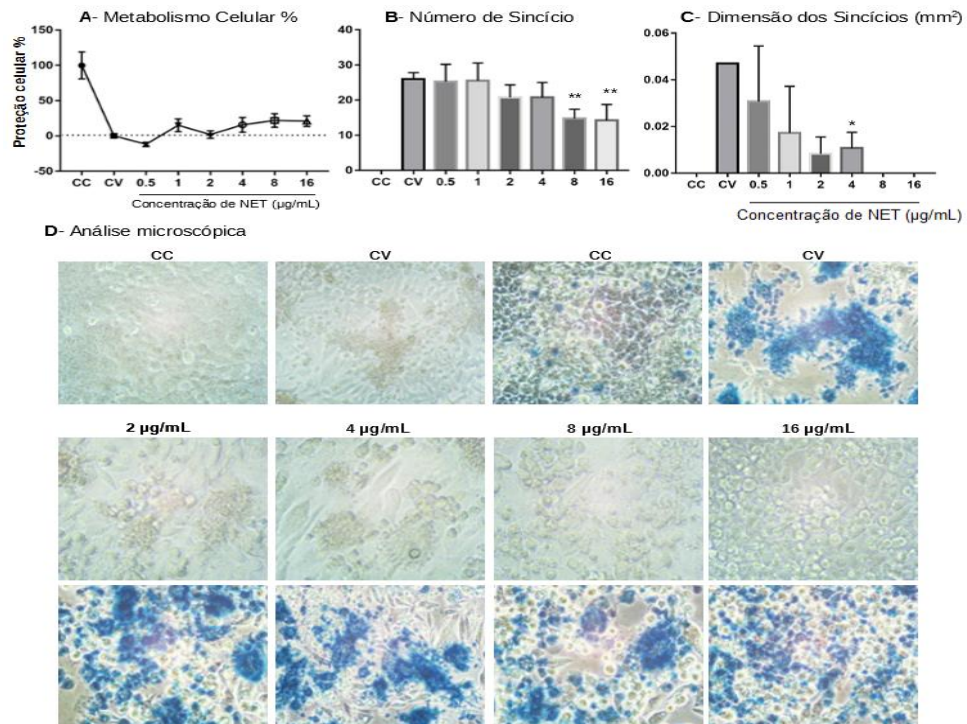 A- Metabolismo Celular %
B- Número de Sincício
C- Dimensão dos Sincícios (mm²)
Proteção celular %
150
100
50
0
-50
CC CV 0.5 1 2 4 8 16
Concentração de NET (µg/mL)
40
30
20
10
0
** **
CC CV 0.5 1 2 4 8 16
0.06
0.04
0.02
0.00
*
CC CV 0.5 1 2 4 8 16
Concentração de NET (µg/mL)
D- Análise microscópica
CC CV CC CV
2 µg/mL 4 µg/mL 8 µg/mL 16 µg/mL